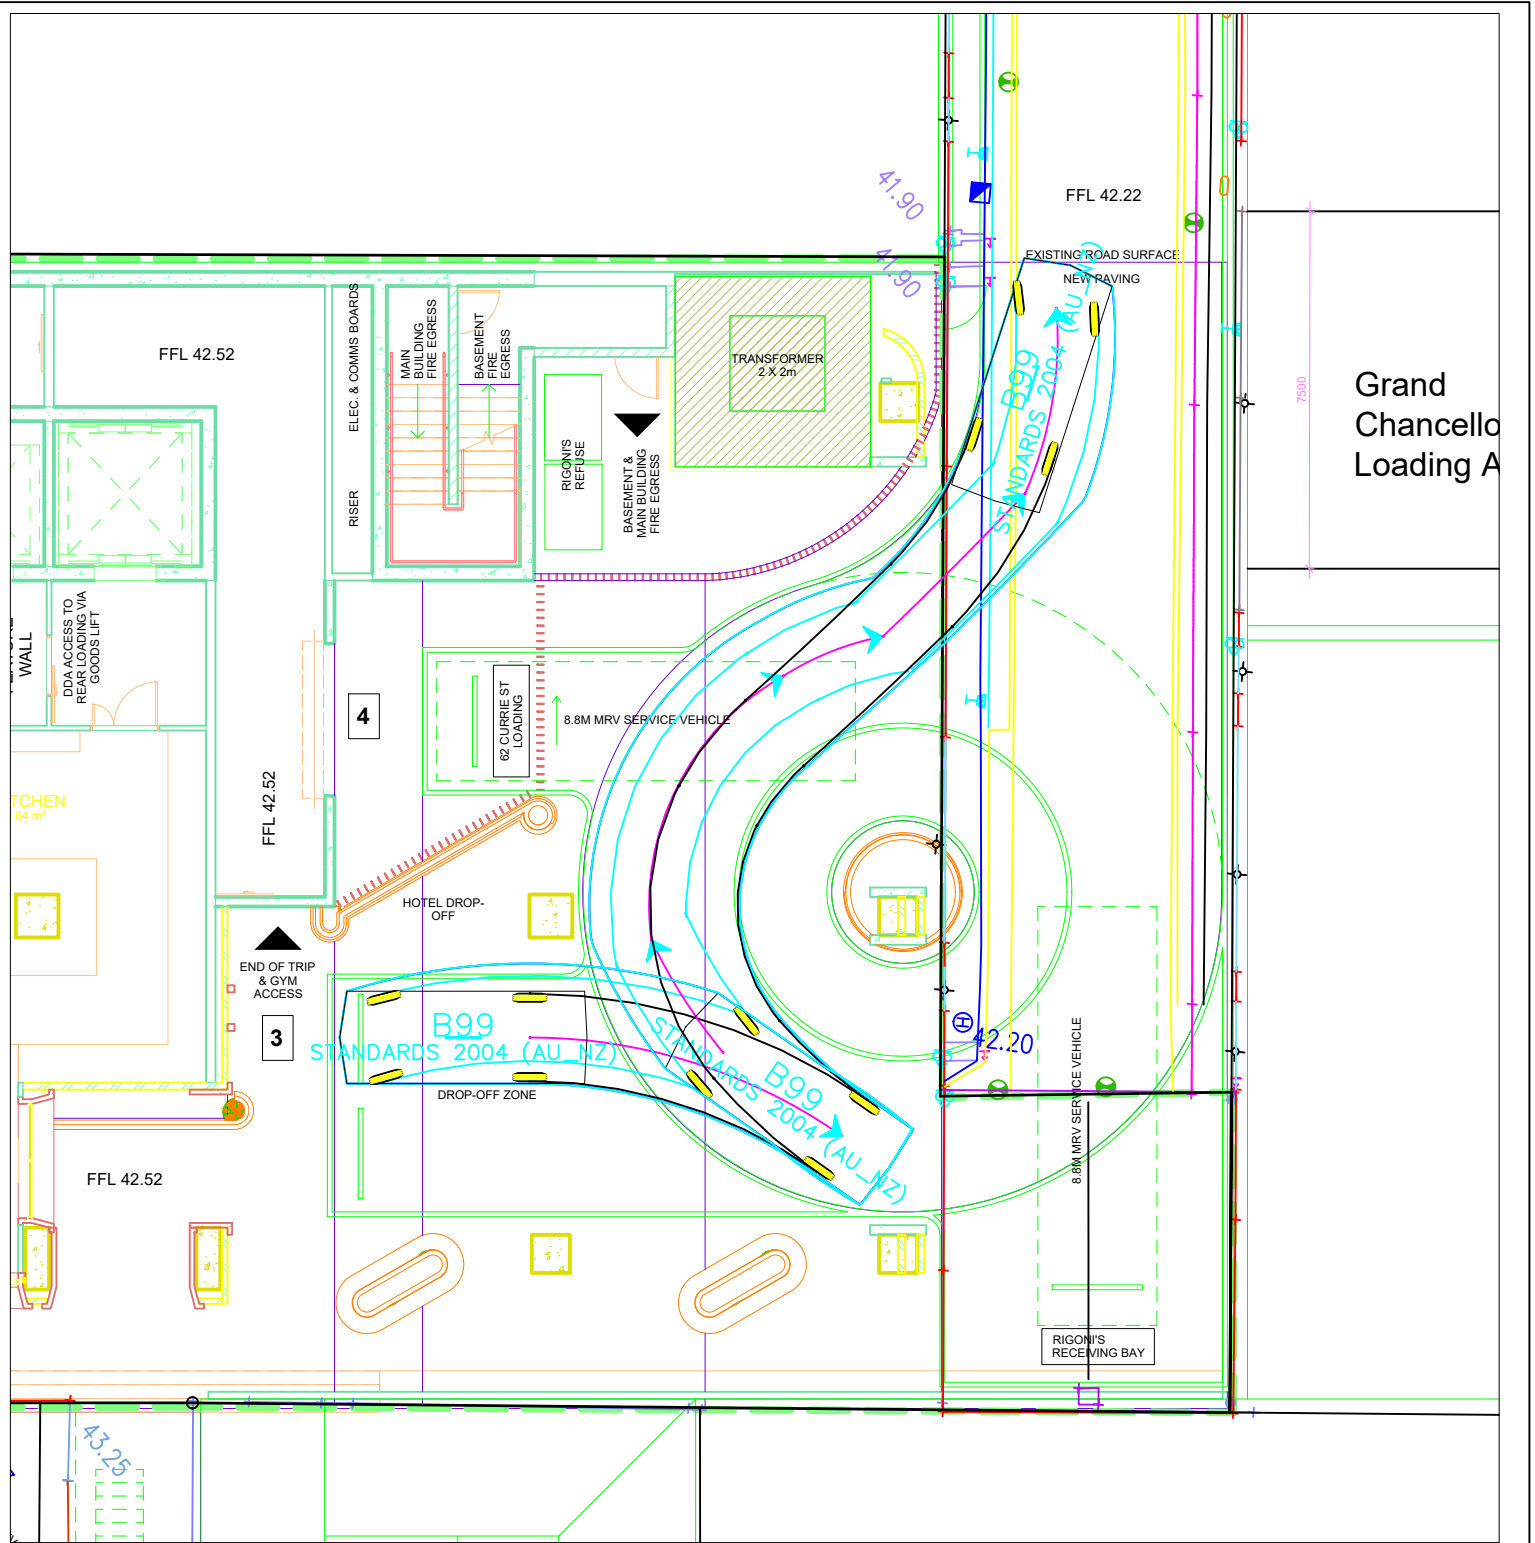 41.90
FFL 42.22
41.90
EXISTING ROAD SURFACE
NEW PAVING
FFL 42.52
ELEC. & COMMS BOARDS
RISER
MAIN
BUILDING
FIRE EGRESS
BASEMENT
FIRE
EGRESS
TRANSFORMER
2 X 2m
RIGONI'S
REFUSE
BASEMENT &
MAIN BUILDING
FIRE EGRESS
B99
STANDARDS 2004 (AU_NZ)
7500
Grand
Chancello
Loading A
WALL
DDA ACCESS TO
REAR LOADING VIA
GOODS LIFT
4
62 CURRIE ST
LOADING
8.8M MRV SERVICE VEHICLE
TCHEN
64 m²
FFL 42.52
HOTEL DROP-
OFF
END OF TRIP
& GYM
ACCESS
3
B99
STANDARDS 2004 (AU_NZ)
DROP-OFF ZONE
B99
STANDARDS 2004 (AU_NZ)
H 42.20
8.8M MRV SERVICE VEHICLE
FFL 42.52
RIGONI'S
RECEIVING BAY
43.25